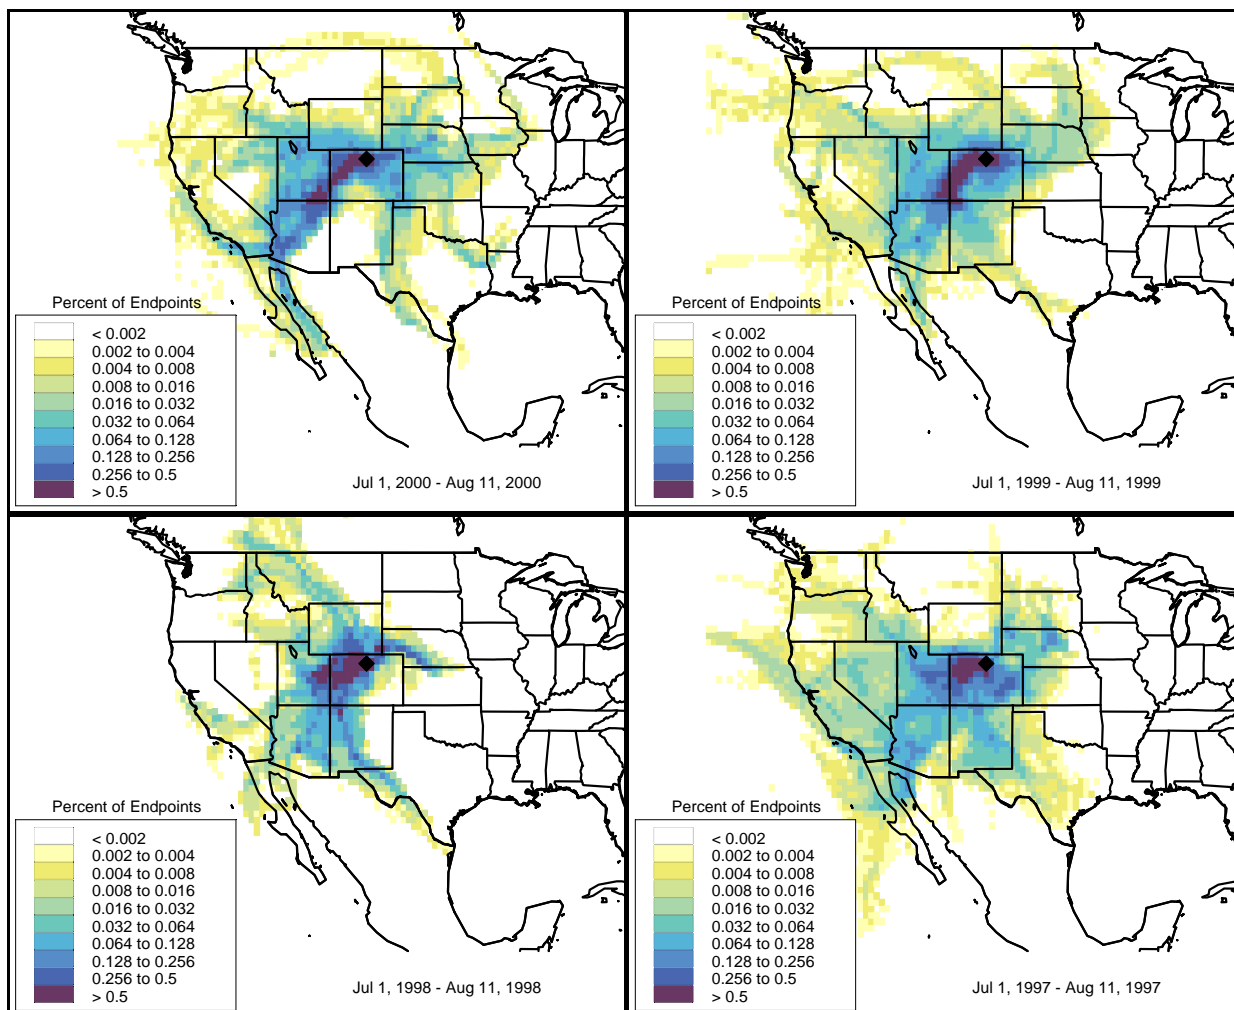 Percent of Endpoints
< 0.002
0.002 to 0.004
0.004 to 0.008
0.008 to 0.016
0.016 to 0.032
0.032 to 0.064
0.064 to 0.128
0.128 to 0.256
0.256 to 0.5
> 0.5
Jul 1, 2000 - Aug 11, 2000
Percent of Endpoints
< 0.002
0.002 to 0.004
0.004 to 0.008
0.008 to 0.016
0.016 to 0.032
0.032 to 0.064
0.064 to 0.128
0.128 to 0.256
0.256 to 0.5
> 0.5
Jul 1, 1999 - Aug 11, 1999
Percent of Endpoints
< 0.002
0.002 to 0.004
0.004 to 0.008
0.008 to 0.016
0.016 to 0.032
0.032 to 0.064
0.064 to 0.128
0.128 to 0.256
0.256 to 0.5
> 0.5
Jul 1, 1998 - Aug 11, 1998
Percent of Endpoints
< 0.002
0.002 to 0.004
0.004 to 0.008
0.008 to 0.016
0.016 to 0.032
0.032 to 0.064
0.064 to 0.128
0.128 to 0.256
0.256 to 0.5
> 0.5
Jul 1, 1997 - Aug 11, 1997